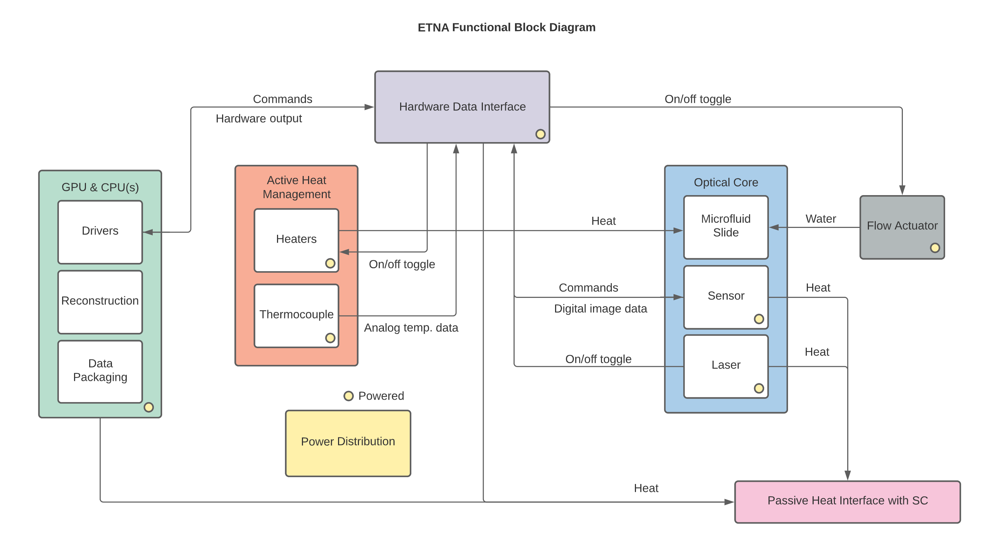 ETNA Functional Block Diagram
Hardware Data Interface
Commands
Hardware output
On/off toggle
GPU & CPU(s)
Drivers
Reconstruction
Data
Packaging
Active Heat
Management
Heaters
Thermocouple
On/off toggle
Analog temp. data
Heat
Commands
Digital image data
On/off toggle
Optical Core
Microfluid
Slide
Sensor
Laser
Water
Flow Actuator
Heat
Heat
Powered
Power Distribution
Heat
Passive Heat Interface with SC